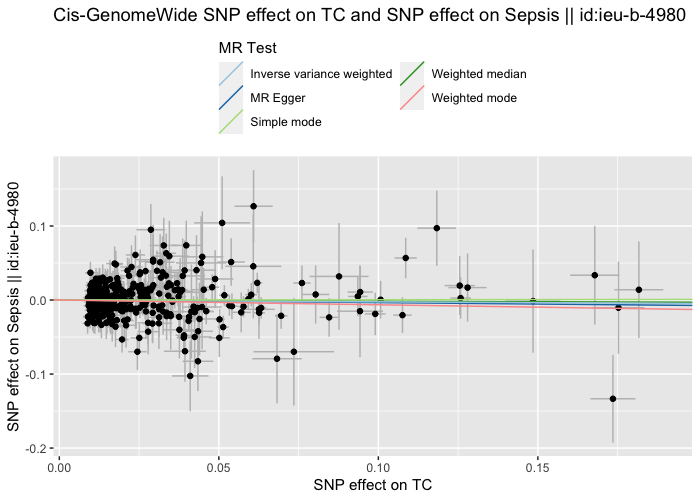 Cis-GenomeWide SNP effect on TC and SNP effect on Sepsis || id:ieu-b-4980
MR Test
Inverse variance weighted
Weighted median
MR Egger
Weighted mode
Simple mode
SNP effect on Sepsis || id:ieu-b-4980
0.1
0.0
-0.1
-0.2
0.00
0.05
0.10
0.15
SNP effect on TC